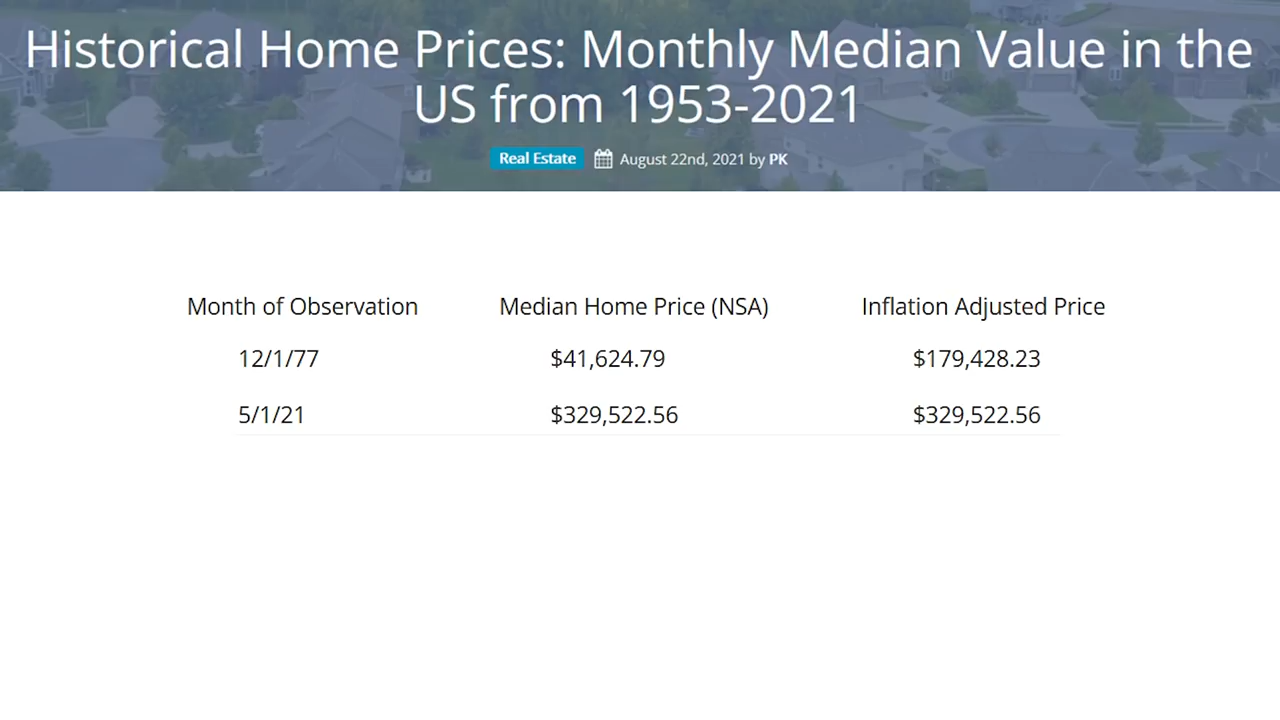 Historical Home Prices: Monthly Median Value in the
US from 1953-2021
Real Estate August 22nd, 2021 by PK
Month of Observation Median Home Price (NSA) Inflation Adjusted Price
12/1/77 $41,624.79 $179,428.23
5/1/21 $329,522.56 $329,522.56